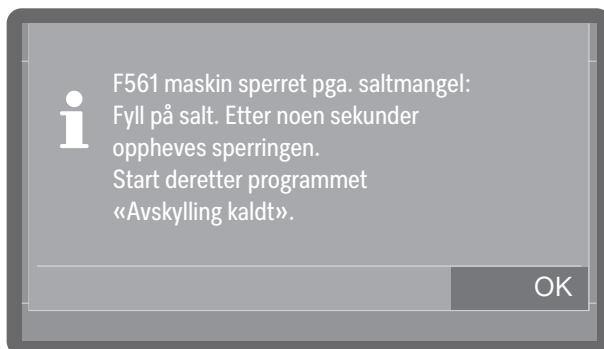 F561 maskin sperret pga. saltmangel:
Fyll på salt. Etter noen sekunder
oppheves sperringen.
Start deretter programmet
«Avskylling kaldt».
OK